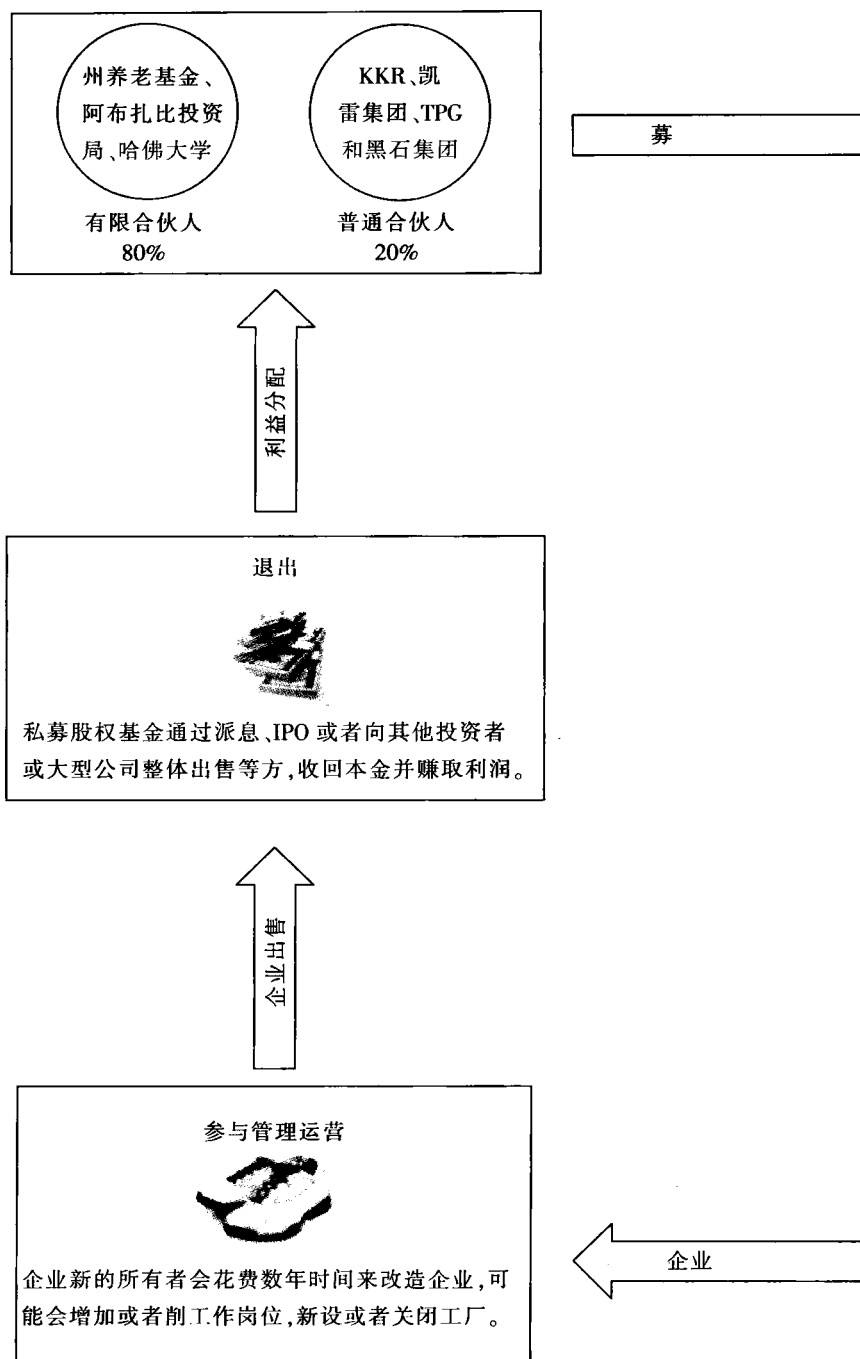 州养老基金、
阿布扎比投资
局、哈佛大学
KKR、凯
雷集团、TPG
和黑石集团
有限合伙人
80%
普通合伙人
20%
募
利益分配
退出
私募股权基金通过派息、IPO 或者向其他投资者
或大型公司整体出售等方,收回本金并赚取利润。
企业出售
参与管理运营
企业新的所有者会花费数年时间来改造企业,可
能会增加或者削工作岗位,新设或者关闭工厂。
企业